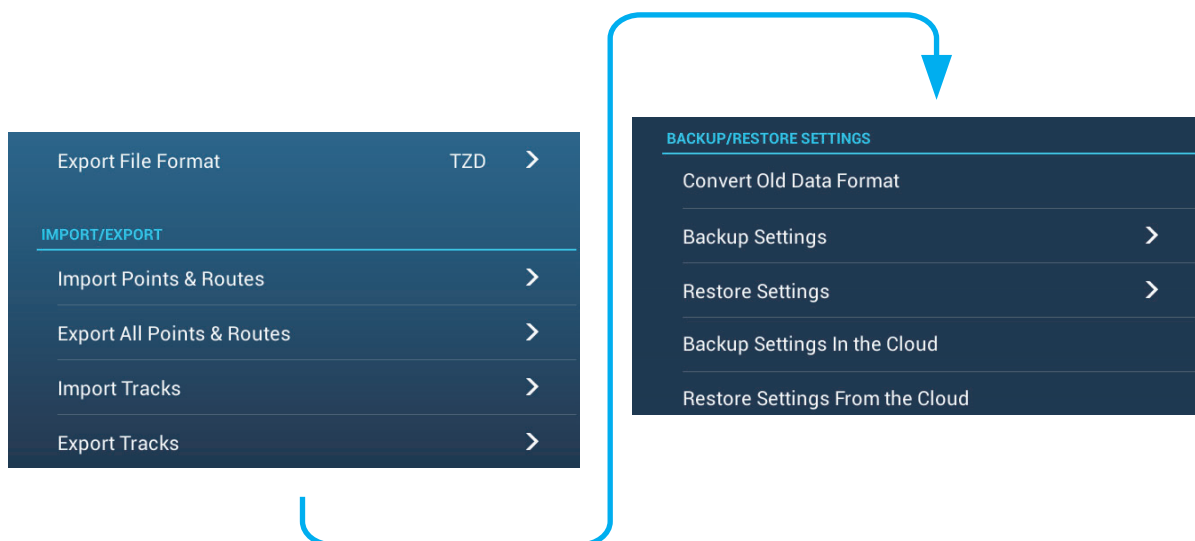 Export File Format TZD
IMPORT/EXPORT
Import Points & Routes
Export All Points & Routes
Import Tracks
Export Tracks
BACKUP/RESTORE SETTINGS
Convert Old Data Format
Backup Settings
Restore Settings
Backup Settings In the Cloud
Restore Settings From the Cloud